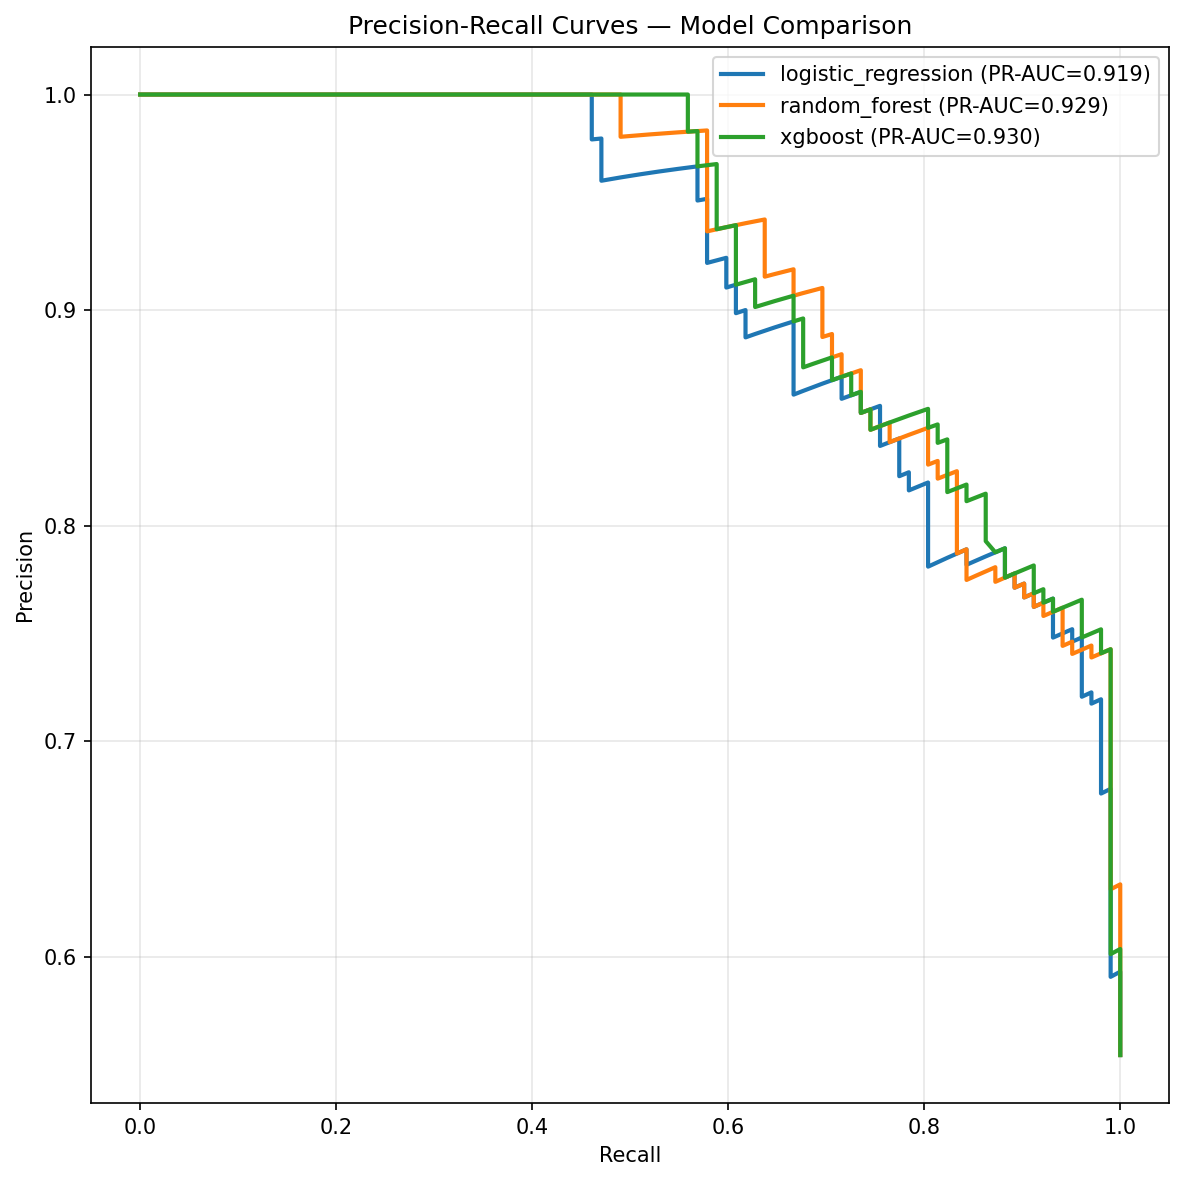 Precision-Recall Curves — Model Comparison
logistic_regression (PR-AUC=0.919)
random_forest (PR-AUC=0.929)
xgboost (PR-AUC=0.930)
1.0
0.9
0.8
0.7
0.6
Precision
0.0
0.2
0.4
0.6
0.8
1.0
Recall